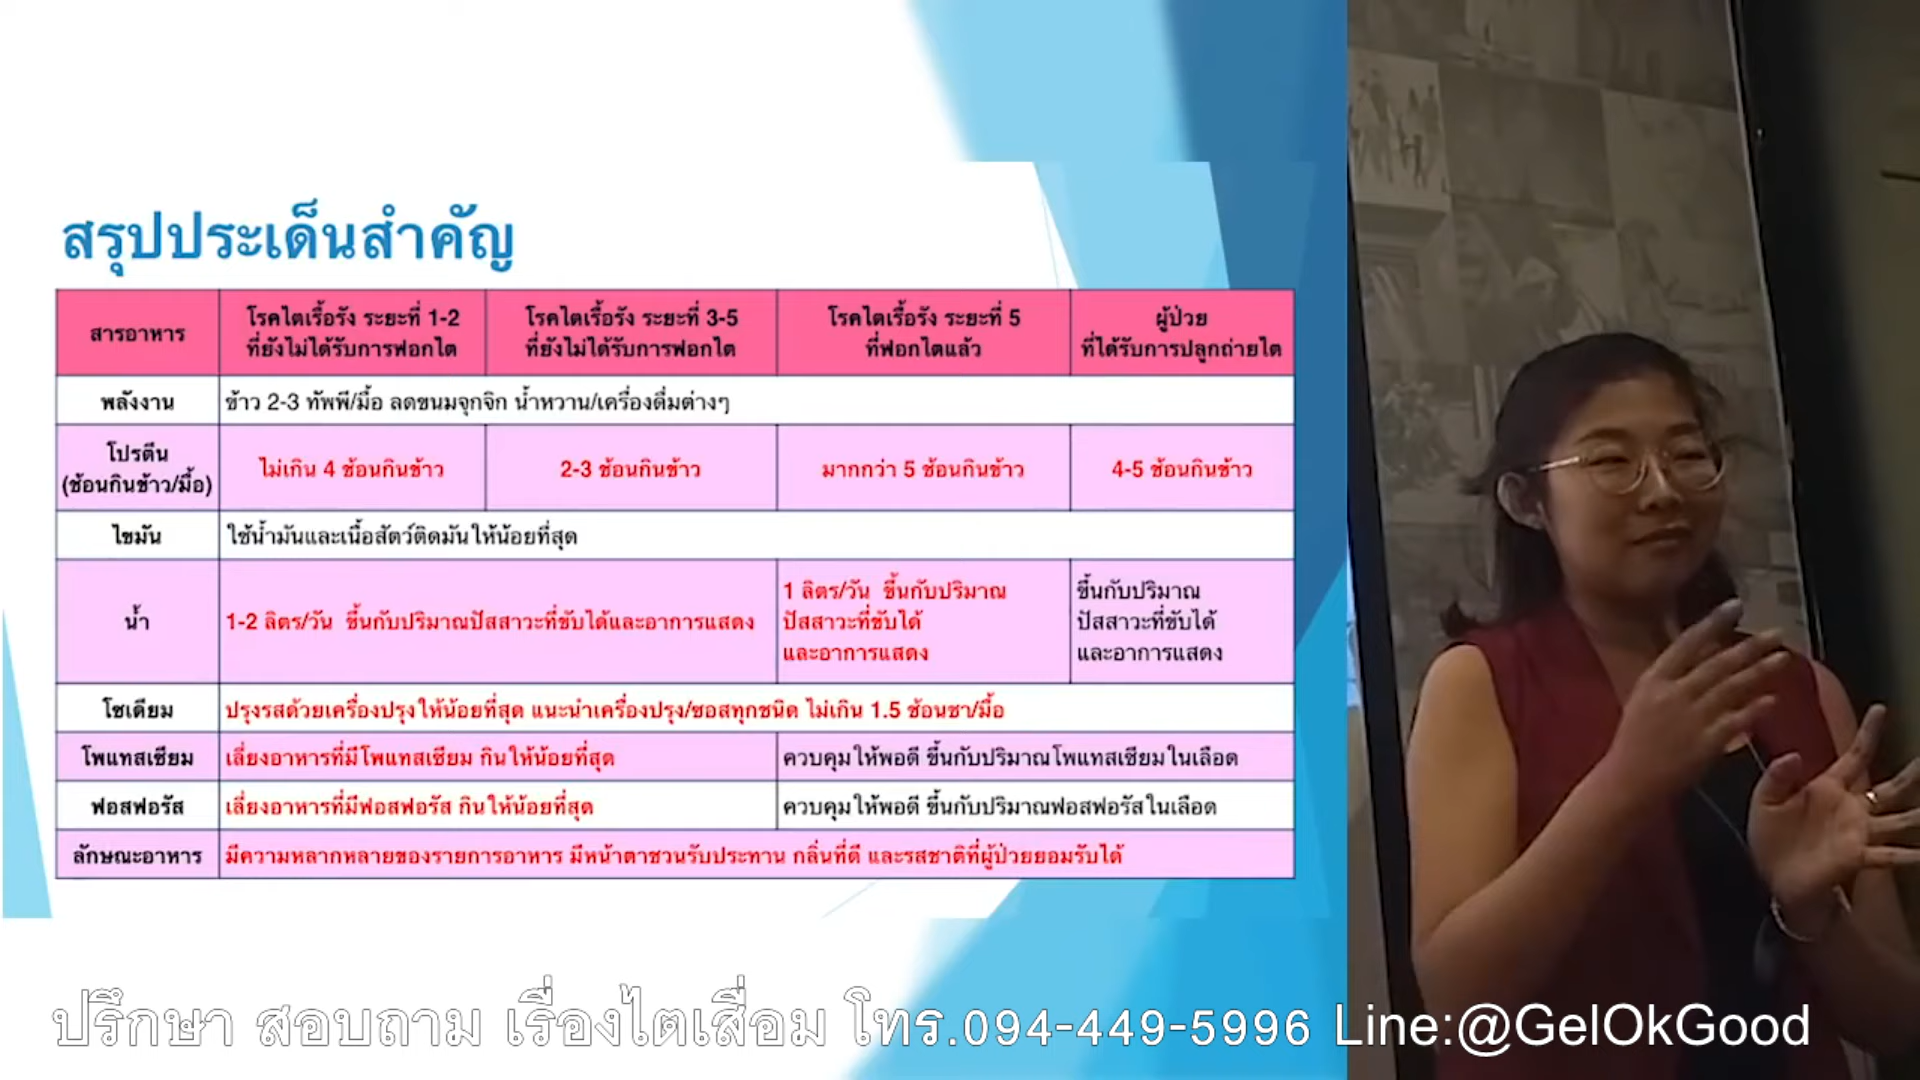 สรุปประเด็นสำคัญ
สารอาหาร
โรคไตเรื้อรัง ระยะที่ 1-2
ที่ยังไม่ได้รับการฟอกไต
โรคไตเรื้อรัง ระยะที่ 3-5
ที่ยังไม่ได้รับการฟอกไต
โรคไตเรื้อรัง ระยะที่ 5
ที่ฟอกไตแล้ว
ผู้ป่วย
ที่ได้รับการปลูกถ่ายไต
พลังงาน
ข้าว 2-3 ทัพพี/มื้อ ลดขนมจุกจิก น้ำหวาน/เครื่องดื่มต่างๆ
โปรตีน
(ช้อนกินข้าว/มื้อ)
ไม่เกิน 4 ช้อนกินข้าว
2-3 ช้อนกินข้าว
มากกว่า 5 ช้อนกินข้าว
4-5 ช้อนกินข้าว
ไขมัน
ใช้น้ำมันและเนื้อสัตว์ติดมันให้น้อยที่สุด
น้ำ
1-2 ลิตร/วัน ขึ้นกับปริมาณปัสสาวะที่ขับได้และอาการแสดง
1 ลิตร/วัน ขึ้นกับปริมาณ
ปัสสาวะที่ขับได้
และอาการแสดง
ขึ้นกับปริมาณ
ปัสสาวะที่ขับได้
และอาการแสดง
โซเดียม
ปรุงรสด้วยเครื่องปรุงให้น้อยที่สุด แนะนำเครื่องปรุง/ซอสทุกชนิด ไม่เกิน 1.5 ช้อนชา/มื้อ
โพแทสเซียม
เลี่ยงอาหารที่มีโพแทสเซียม กินให้น้อยที่สุด
ควบคุมให้พอดี ขึ้นกับปริมาณโพแทสเซียมในเลือด
ฟอสฟอรัส
เลี่ยงอาหารที่มีฟอสฟอรัส กินให้น้อยที่สุด
ควบคุมให้พอดี ขึ้นกับปริมาณฟอสฟอรัสในเลือด
ลักษณะอาหาร
มีความหลากหลายของรายการอาหาร มีหน้าตาชวนรับประทาน กลิ่นที่ดี และรสชาติที่ผู้ป่วยยอมรับได้
ปรึกษา สอบถาม เรื่องไตเสื่อม โทร.094-449-5996 Line:@GelOkGood